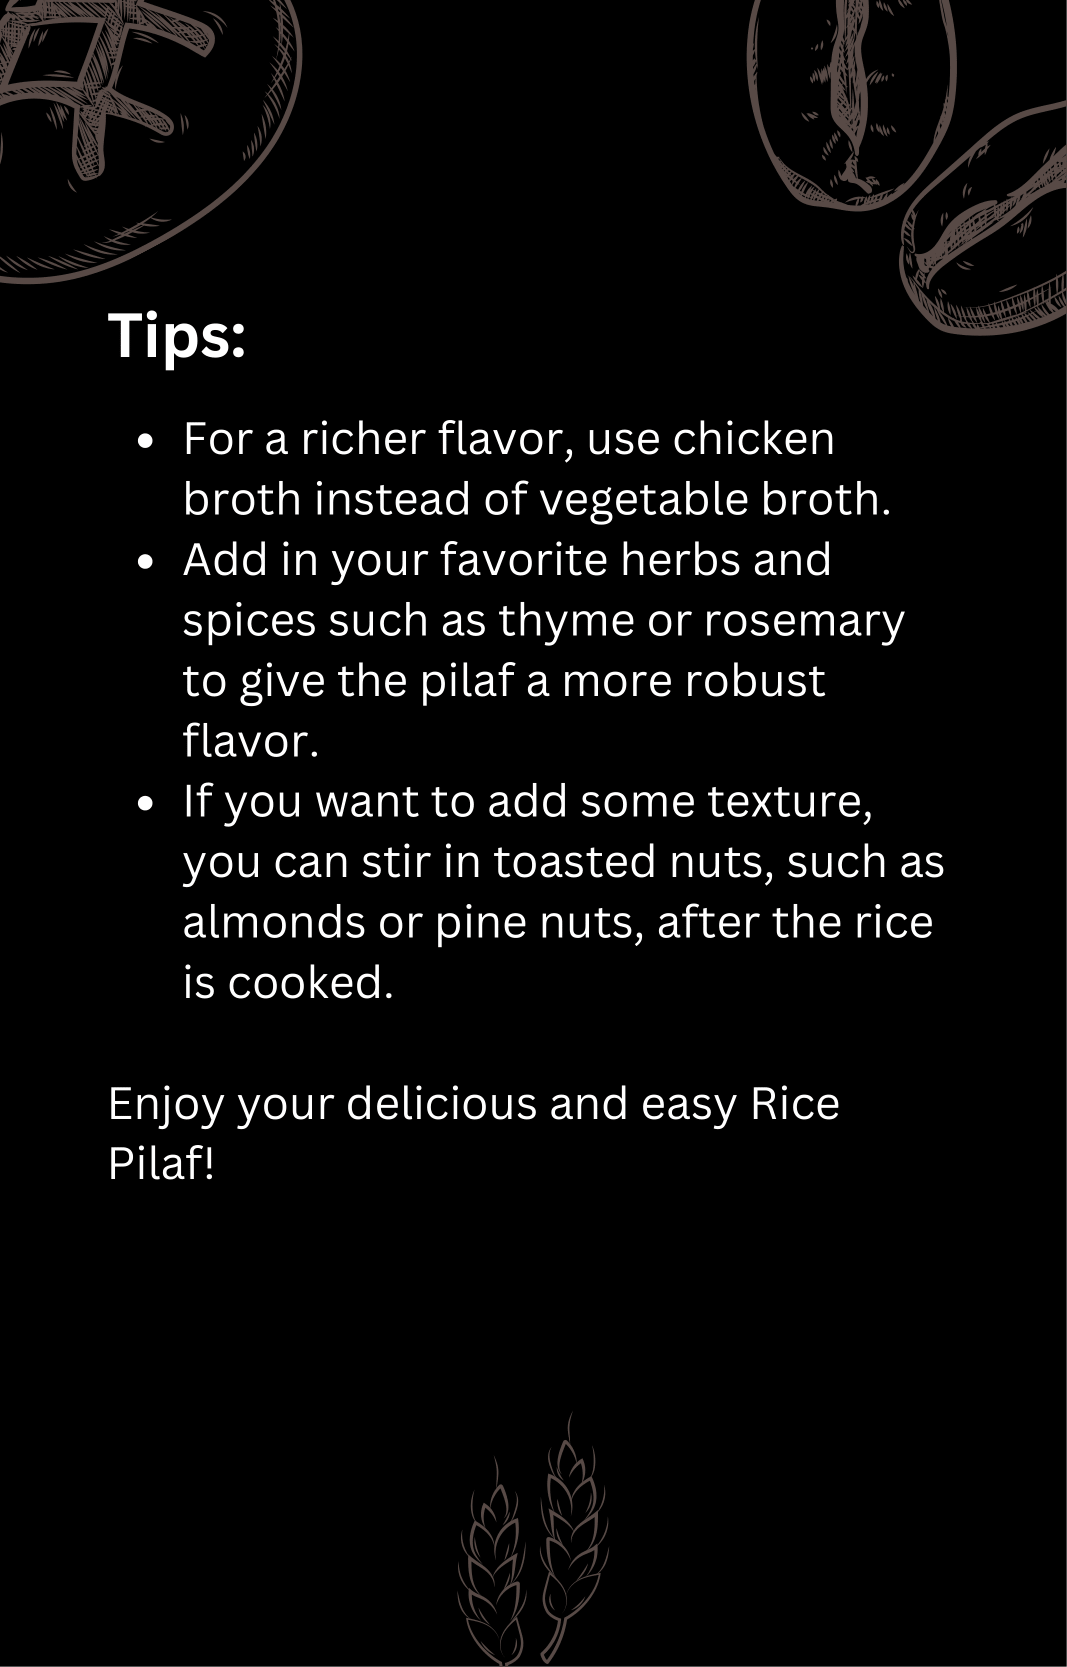 Tips:
• For a richer flavor, use chicken
broth instead of vegetable broth.
• Add in your favorite herbs and
spices such as thyme or rosemary
to give the pilaf a more robust
flavor.
• If you want to add some texture,
you can stir in toasted nuts, such as
almonds or pine nuts, after the rice
is cooked.
Enjoy your delicious and easy Rice
Pilaf!